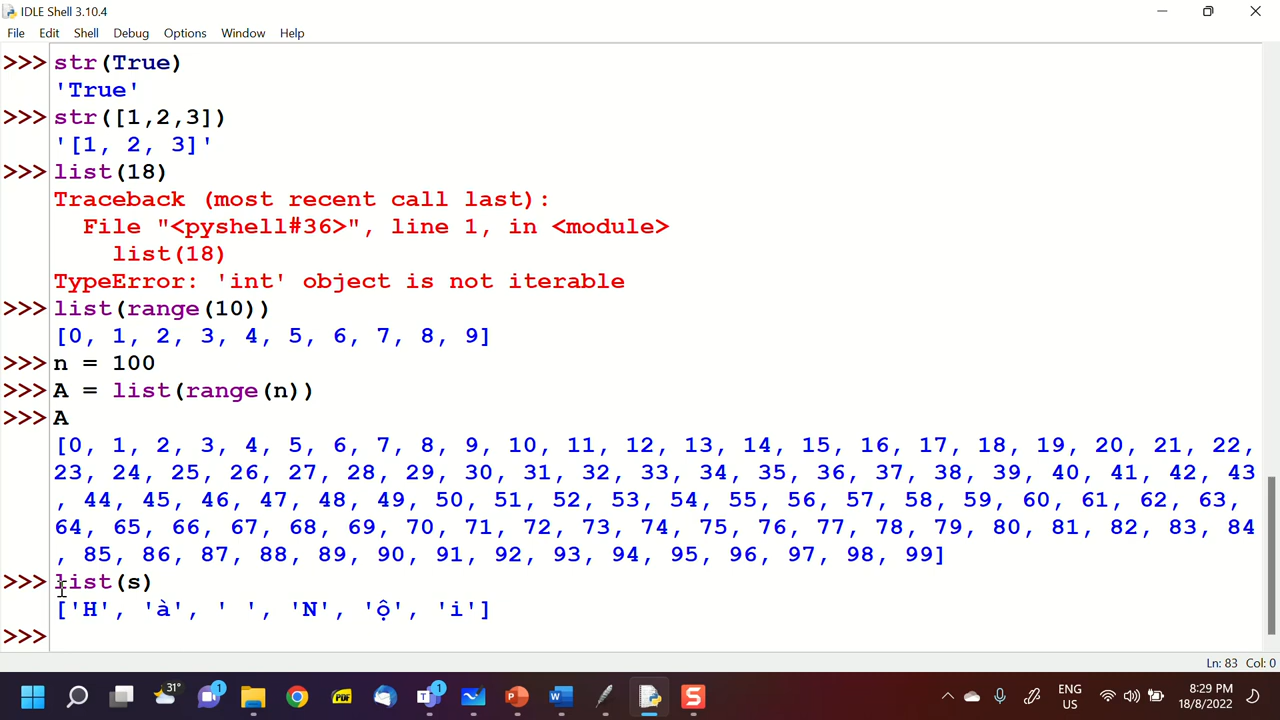 IDLE Shell 3.10.4
File Edit Shell Debug Options Window Help
>>> str(True)
'True'
>>> str([1,2,3])
'[1, 2, 3]'
>>> list(18)
Traceback (most recent call last):
  File "<pyshell#36>", line 1, in <module>
    list(18)
TypeError: 'int' object is not iterable
>>> list(range(10))
[0, 1, 2, 3, 4, 5, 6, 7, 8, 9]
>>> n = 100
>>> A = list(range(n))
>>> A
[0, 1, 2, 3, 4, 5, 6, 7, 8, 9, 10, 11, 12, 13, 14, 15, 16, 17, 18, 19, 20, 21, 22,
23, 24, 25, 26, 27, 28, 29, 30, 31, 32, 33, 34, 35, 36, 37, 38, 39, 40, 41, 42, 43
, 44, 45, 46, 47, 48, 49, 50, 51, 52, 53, 54, 55, 56, 57, 58, 59, 60, 61, 62, 63,
64, 65, 66, 67, 68, 69, 70, 71, 72, 73, 74, 75, 76, 77, 78, 79, 80, 81, 82, 83, 84
, 85, 86, 87, 88, 89, 90, 91, 92, 93, 94, 95, 96, 97, 98, 99]
>>> list(s)
['H', 'à', ' ', 'N', 'ộ', 'i']
>>>
Ln: 83 Col: 0
31° 1 PDF 1 ENG 8:29 PM
US 18/8/2022